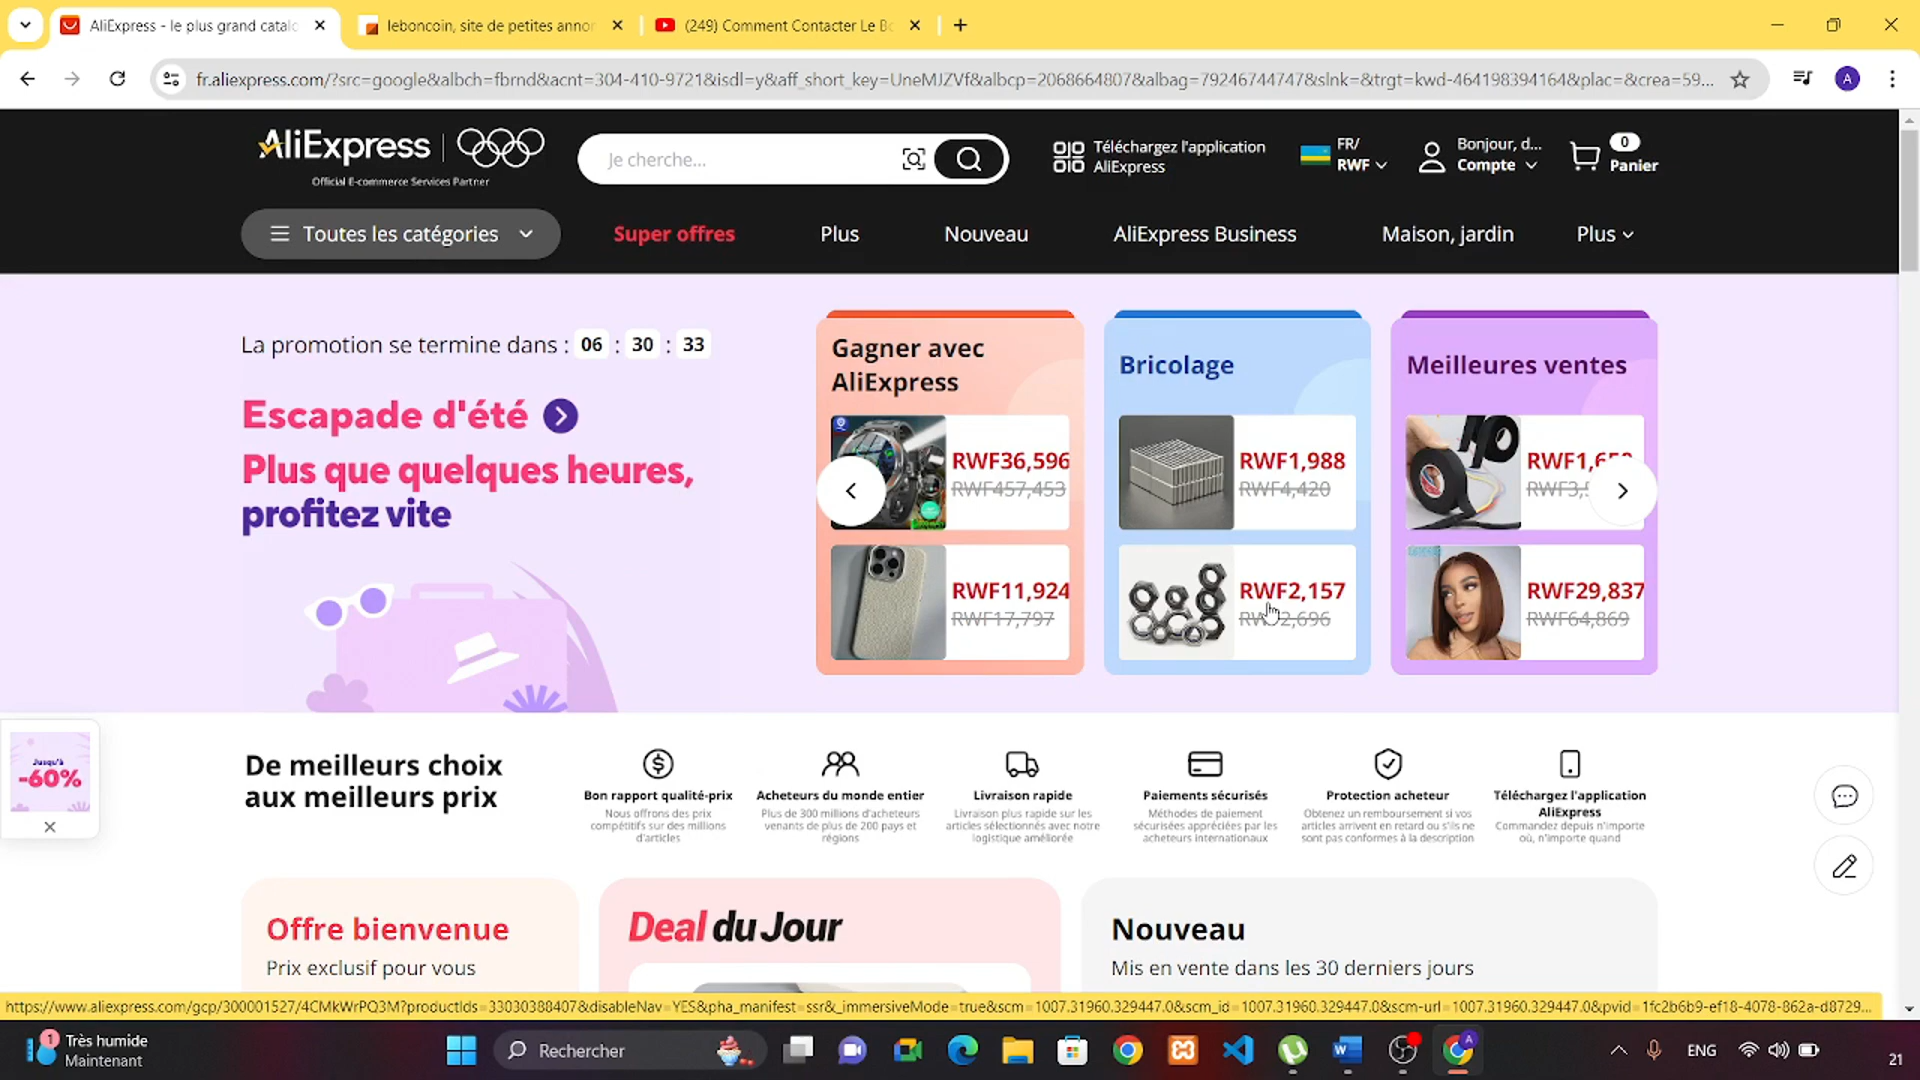 AliExpress - le plus grand catalo
leboncoin, site de petites annon
(249) Comment Contacter Le Bo
fr.aliexpress.com/?src=google&albch=fbrnd&acnt=304-410-9721&isdl=y&aff_short_key=UneMJZVf&albcp=2068664807&albag=79246744747&slnk=&trgt=kwd-464198394164&plac=&crea=59...
A
AliExpress
Official E-commerce Services Partner
Je cherche...
Téléchargez l'application
AliExpress
FR/
RWF
Bonjour, d...
Compte
0
Panier
Toutes les catégories
Super offres
Plus
Nouveau
AliExpress Business
Maison, jardin
Plus
La promotion se termine dans : 06 : 30 : 33
Escapade d'été
Plus que quelques heures,
profitez vite
Gagner avec
AliExpress
RWF36,596
RWF457,453
RWF11,924
RWF17,797
Bricolage
RWF1,988
RWF4,420
RWF2,157
2,696
Meilleures ventes
RWF1,6
RWF3,
RWF29,837
RWF64,869
Jusqu'à
-60%
De meilleurs choix
aux meilleurs prix
Bon rapport qualité-prix
Nous offrons des prix
compétitifs sur des millions
d'articles
Acheteurs du monde entier
Plus de 300 millions d'acheteurs
venants de plus de 200 pays et
régions
Livraison rapide
Livraison plus rapide sur les
articles sélectionnés avec notre
logistique améliorée
Paiements sécurisés
Méthodes de paiement
sécurisées appréciées par les
acheteurs internationaux
Protection acheteur
Obtenez un remboursement si vos
articles arrivent en retard ou s'ils ne
sont pas conformes à la description
Téléchargez l'application
AliExpress
Commandez depuis n'importe
où, n'importe quand
Offre bienvenue
Prix exclusif pour vous
Deal du Jour
Nouveau
Mis en vente dans les 30 derniers jours
https://www.aliexpress.com/gcp/300001527/4CMkWrPQ3M?productIds=33030388407&disableNav=YES&pha_manifest=ssr&_immersiveMode=true&scm=1007.31960.329447.0&scm_id=1007.31960.329447.0&scm-url=1007.31960.329447.0&pvid=1fc2b6b9-ef18-4078-862a-d8729...
1
Très humide
Maintenant
Rechercher
A
ENG
21